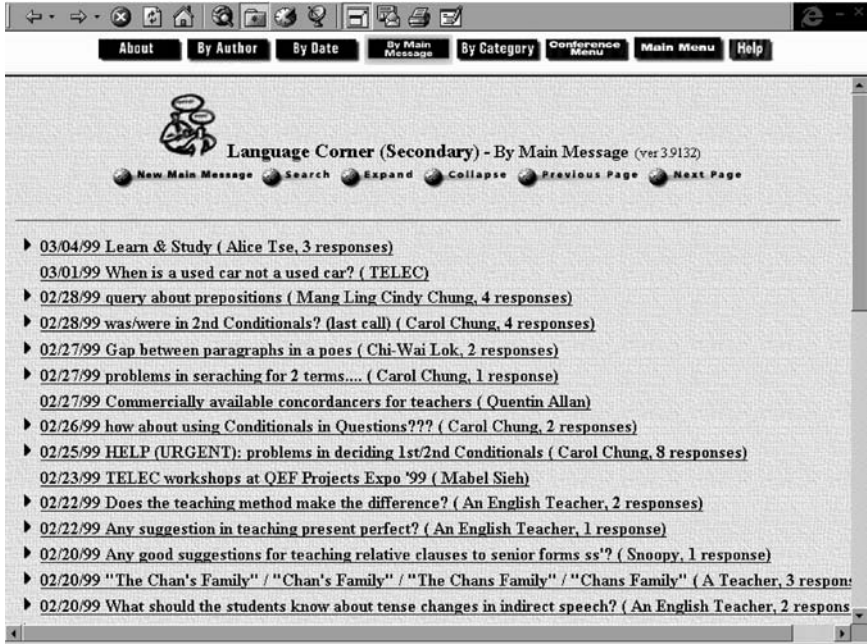 About By Author By Date By Main Message By Category Conference Menu Main Menu Help
Language Corner (Secondary) - By Main Message (ver 3.9132)
New Main Message Search Expand Collapse Previous Page Next Page
03/04/99 Learn & Study ( Alice Tse, 3 responses)
03/01/99 When is a used car not a used car? ( TELEC)
02/28/99 query about prepositions ( Mang Ling Cindy Chung, 4 responses)
02/28/99 was/were in 2nd Conditionals? (last call) ( Carol Chung, 4 responses)
02/27/99 Gap between paragraphs in a poes ( Chi-Wai Lok, 2 responses)
02/27/99 problems in seraching for 2 terms.... ( Carol Chung, 1 response)
02/27/99 Commercially available concordancers for teachers ( Quentin Allan)
02/26/99 how about using Conditionals in Questions??? ( Carol Chung, 2 responses)
02/25/99 HELP (URGENT): problems in deciding 1st/2nd Conditionals ( Carol Chung, 8 responses)
02/23/99 TELEC workshops at QEF Projects Expo '99 ( Mabel Sieh)
02/22/99 Does the teaching method make the difference? ( An English Teacher, 2 responses)
02/22/99 Any suggestion in teaching present perfect? ( An English Teacher, 1 response)
02/20/99 Any good suggestions for teaching relative clauses to senior forms ss'? ( Snoopy, 1 response)
02/20/99 "The Chan's Family" / "Chan's Family" / "The Chans Family" / "Chans Family" ( A Teacher, 3 respons
02/20/99 What should the students know about tense changes in indirect speech? ( An English Teacher, 2 respons